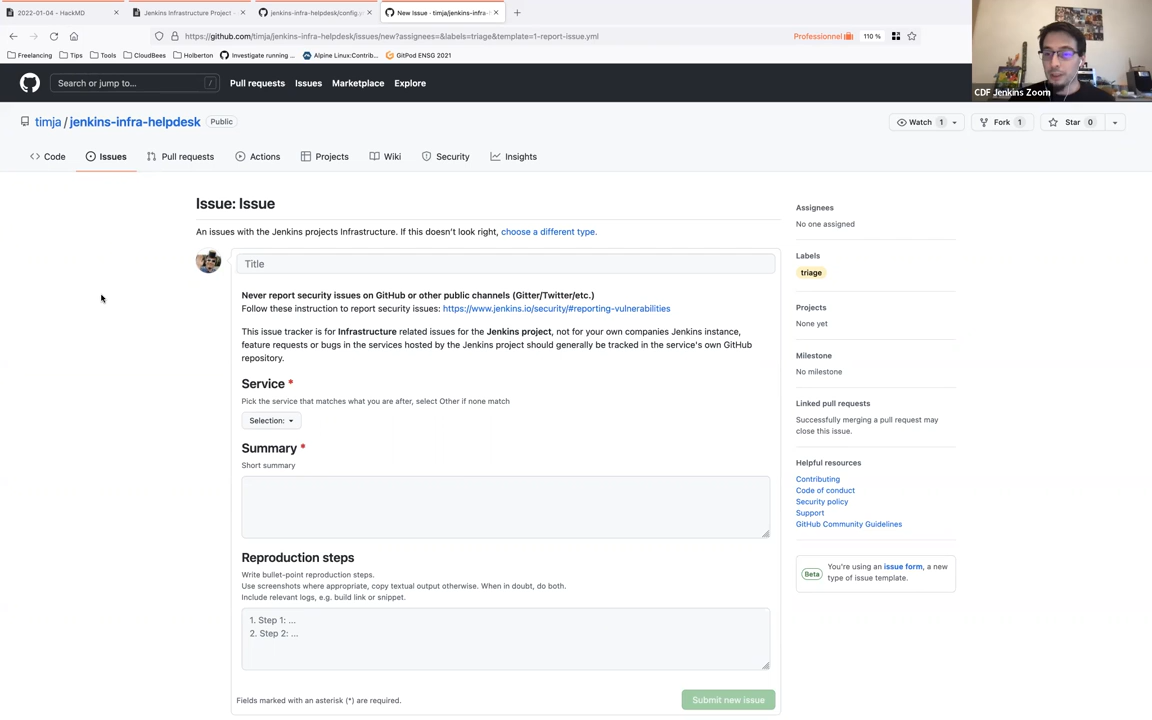 2022-01-04 - HackMD
Jenkins Infrastructure Project -
jenkins-infra-helpdesk/config.y
New Issue · timja/jenkins-infra-
https://github.com/timja/jenkins-infra-helpdesk/issues/new?assignees=&labels=triage&template=1-report-issue.yml
Professionnel
110 %
Freelancing
Tips
Tools
CloudBees
Holberton
Investigate running ...
Alpine Linux:Contrib...
GitPod ENSG 2021
CDF Jenkins Zoom
Search or jump to...
/
Pull requests
Issues
Marketplace
Explore
timja / jenkins-infra-helpdesk
Public
Watch 1
Fork 1
Star 0
Code
Issues
Pull requests
Actions
Projects
Wiki
Security
Insights
Issue: Issue
An issues with the Jenkins projects Infrastructure. If this doesn't look right, choose a different type.
Title
Never report security issues on GitHub or other public channels (Gitter/Twitter/etc.)
Follow these instruction to report security issues: https://www.jenkins.io/security/#reporting-vulnerabilities
This issue tracker is for Infrastructure related issues for the Jenkins project, not for your own companies Jenkins instance,
feature requests or bugs in the services hosted by the Jenkins project should generally be tracked in the service's own GitHub
repository.
Service *
Pick the service that matches what you are after, select Other if none match
Selection:
Summary *
Short summary
Reproduction steps
Write bullet-point reproduction steps.
Use screenshots where appropriate, copy textual output otherwise. When in doubt, do both.
Include relevant logs, e.g. build link or snippet.
1. Step 1: ...
2. Step 2: ...
Fields marked with an asterisk (*) are required.
Submit new issue
Assignees
No one assigned
Labels
triage
Projects
None yet
Milestone
No milestone
Linked pull requests
Successfully merging a pull request may
close this issue.
Helpful resources
Contributing
Code of conduct
Security policy
Support
GitHub Community Guidelines
Beta
You're using an issue form, a new
type of issue template.